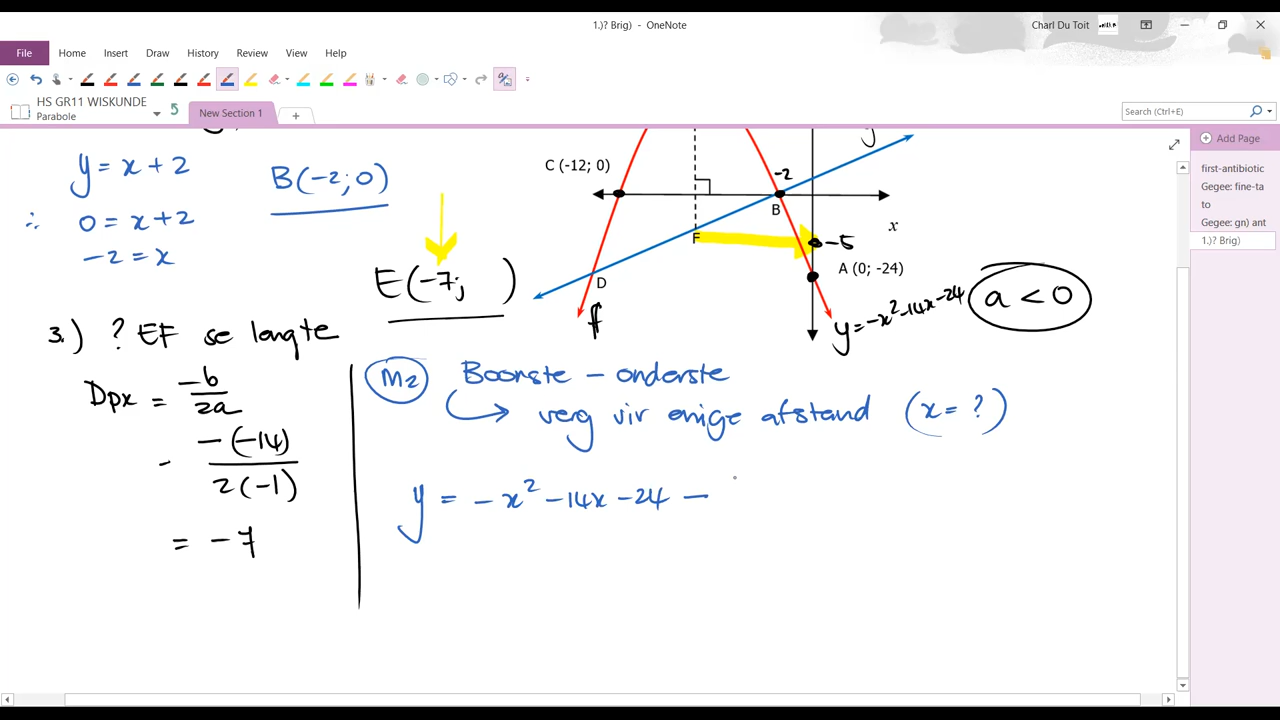 1.)? Brig) - OneNote
Charl Du Toit
File Home Insert Draw History Review View Help
HS GR11 WISKUNDE
Parabole
New Section 1
Search (Ctrl+E)
Add Page
first-antibiotic
Gegee: fine-ta
to
Gegee: gn) ant
1.)? Brig)
y = x + 2
B(-2; 0)
∴ 0 = x + 2
-2 = x
E(-7; )
C (-12; 0)
-2
B
x
y
F
-5
A (0; -24)
D
f
y = -x² - 14x - 24
a < 0
3.) ? EF se lengte
Dpx = -b/2a
= -(-14)/2(-1)
= -7
M2 Boonste - onderste
verg vir enige afstand (x = ?)
y = -x² - 14x - 24 -